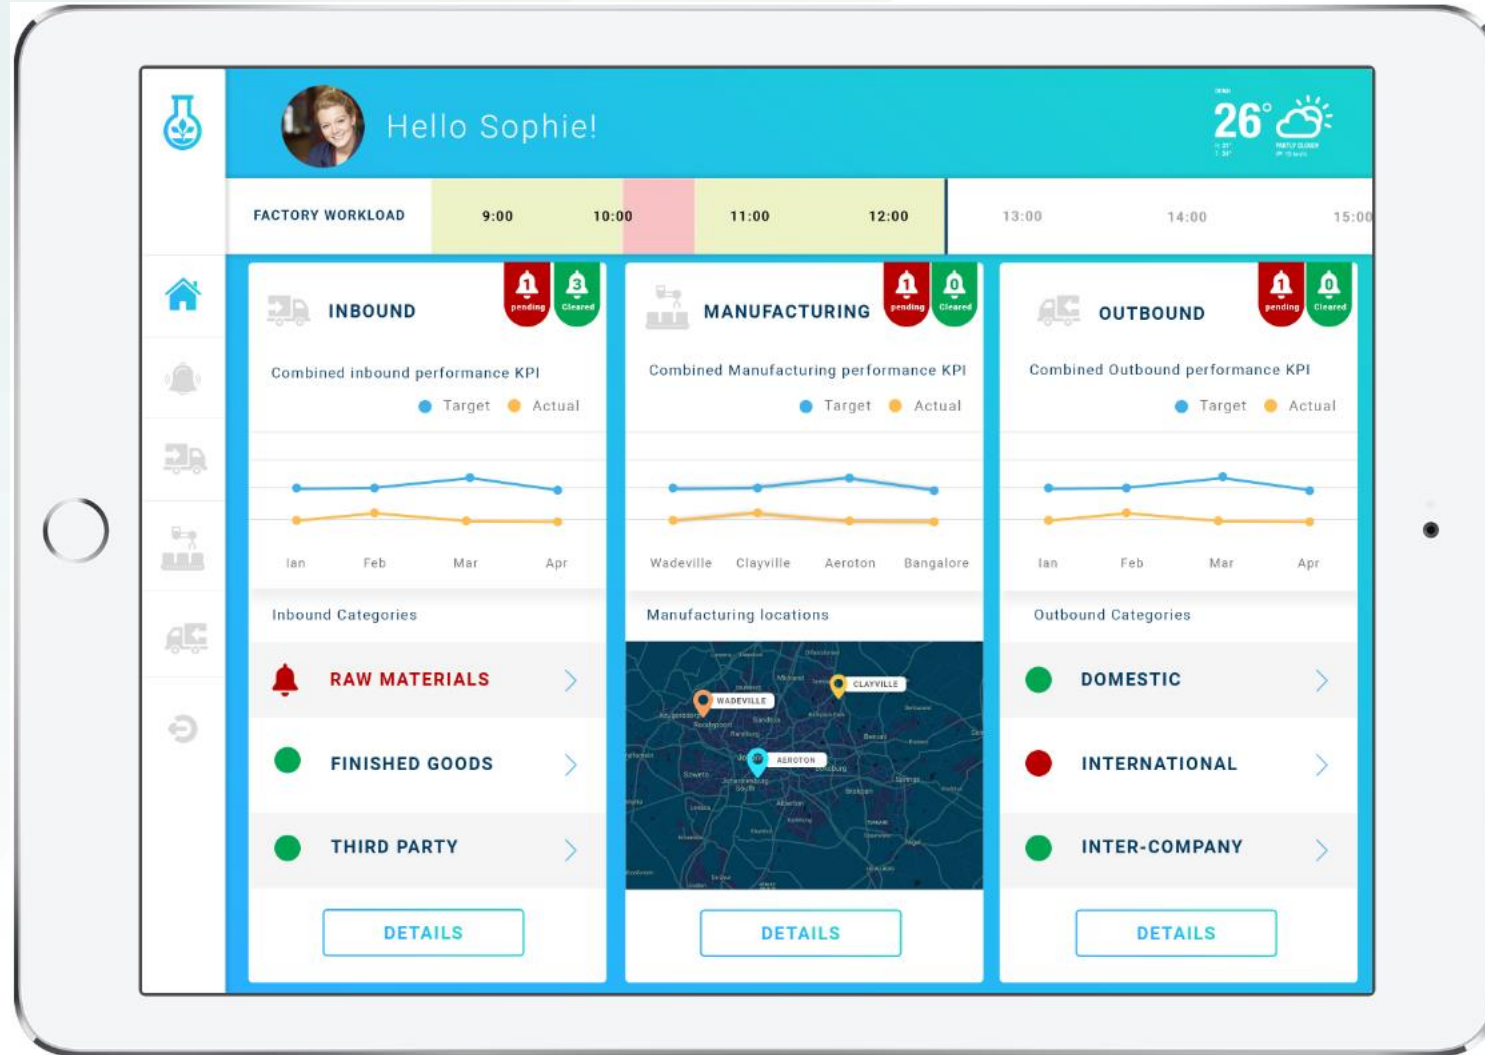 Hello Sophie!
26°
FACTORY WORKLOAD
9:00
10:00
11:00
12:00
13:00
14:00
15:00
INBOUND
1
pending
3
Cleared
Combined inbound performance KPI
Target
Actual
Ian
Feb
Mar
Apr
Inbound Categories
RAW MATERIALS
FINISHED GOODS
THIRD PARTY
DETAILS
MANUFACTURING
1
pending
0
Cleared
Combined Manufacturing performance KPI
Target
Actual
Wadeville
Clayville
Aeroton
Bangalore
Manufacturing locations
CLAYVILLE
WADEVILLE
AEROTON
DETAILS
OUTBOUND
1
pending
0
Cleared
Combined Outbound performance KPI
Target
Actual
Ian
Feb
Mar
Apr
Outbound Categories
DOMESTIC
INTERNATIONAL
INTER-COMPANY
DETAILS